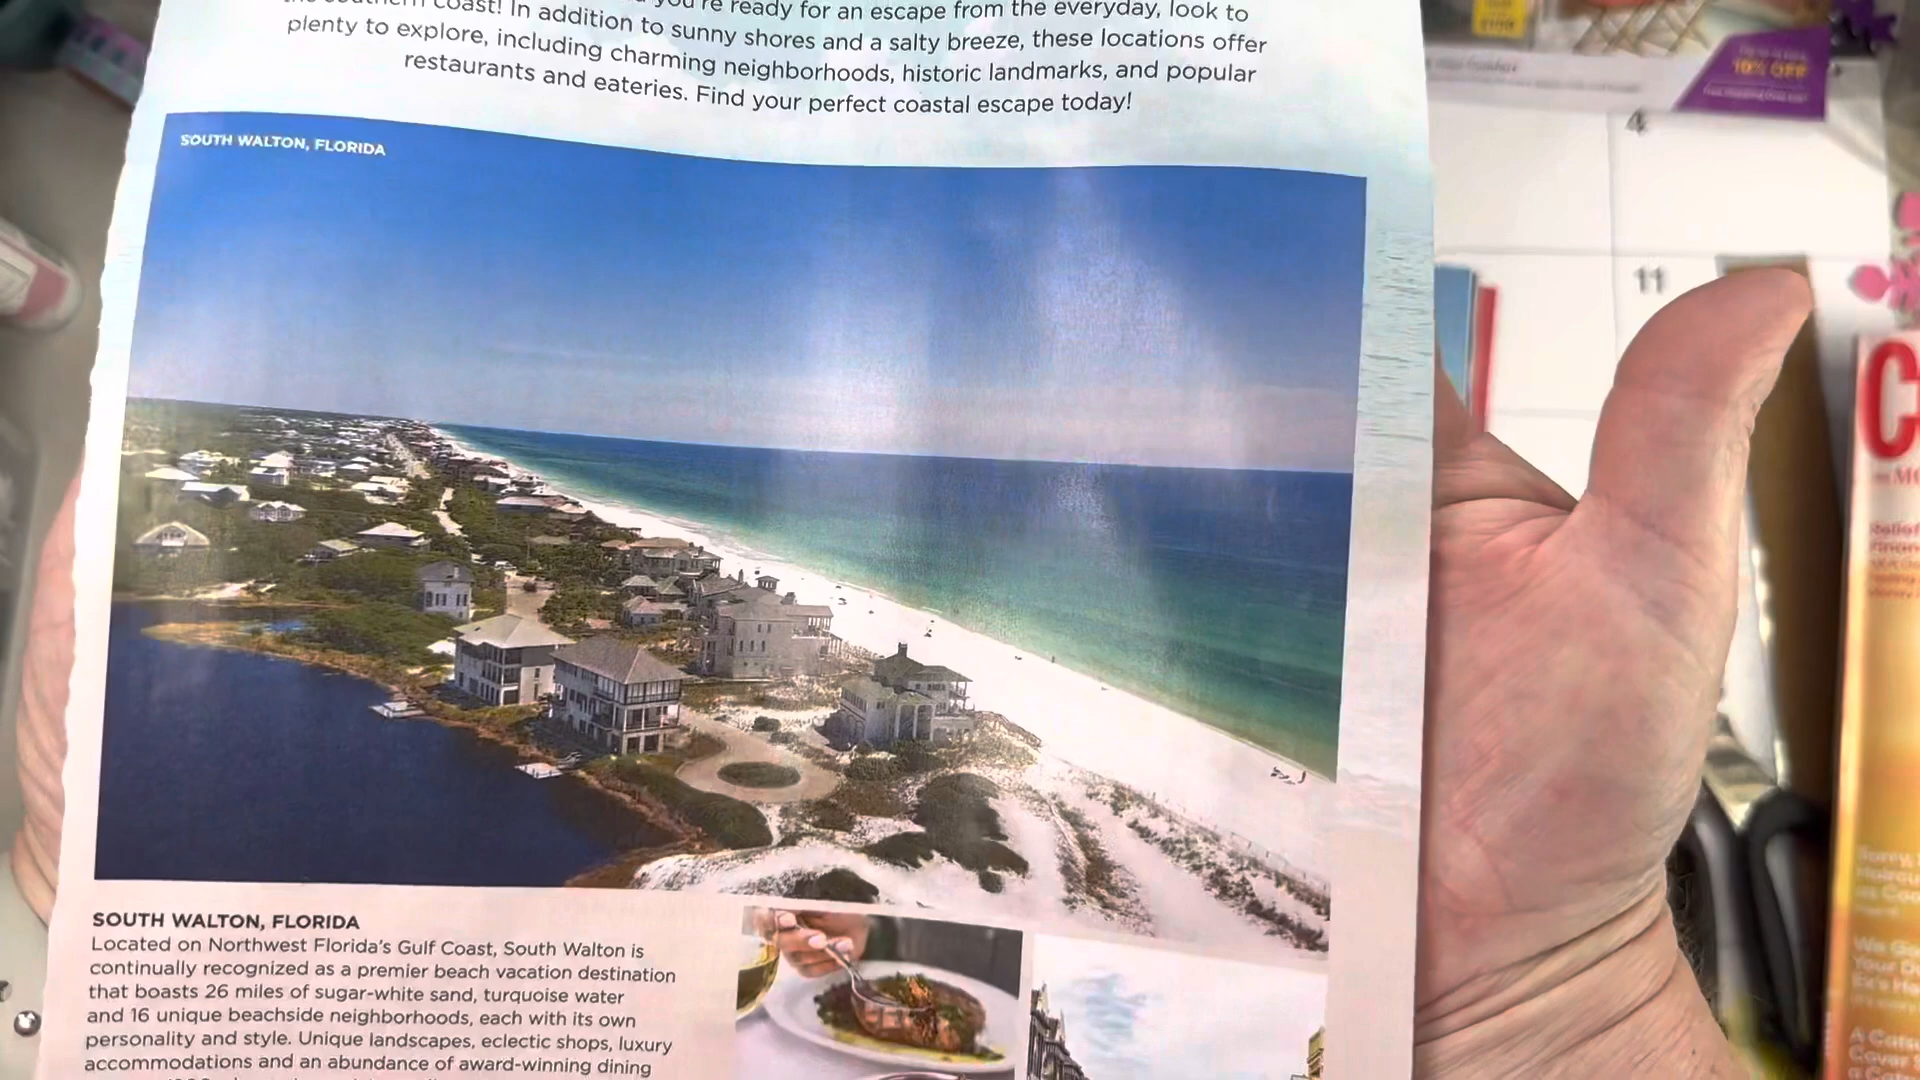 you're ready for an escape from the everyday, look to
southern coast! In addition to sunny shores and a salty breeze, these locations offer
plenty to explore, including charming neighborhoods, historic landmarks, and popular
restaurants and eateries. Find your perfect coastal escape today!
SOUTH WALTON, FLORIDA
SOUTH WALTON, FLORIDA
Located on Northwest Florida's Gulf Coast, South Walton is
continually recognized as a premier beach vacation destination
that boasts 26 miles of sugar-white sand, turquoise water
and 16 unique beachside neighborhoods, each with its own
personality and style. Unique landscapes, eclectic shops, luxury
accommodations and an abundance of award-winning dining
10% OFF
4
11
C